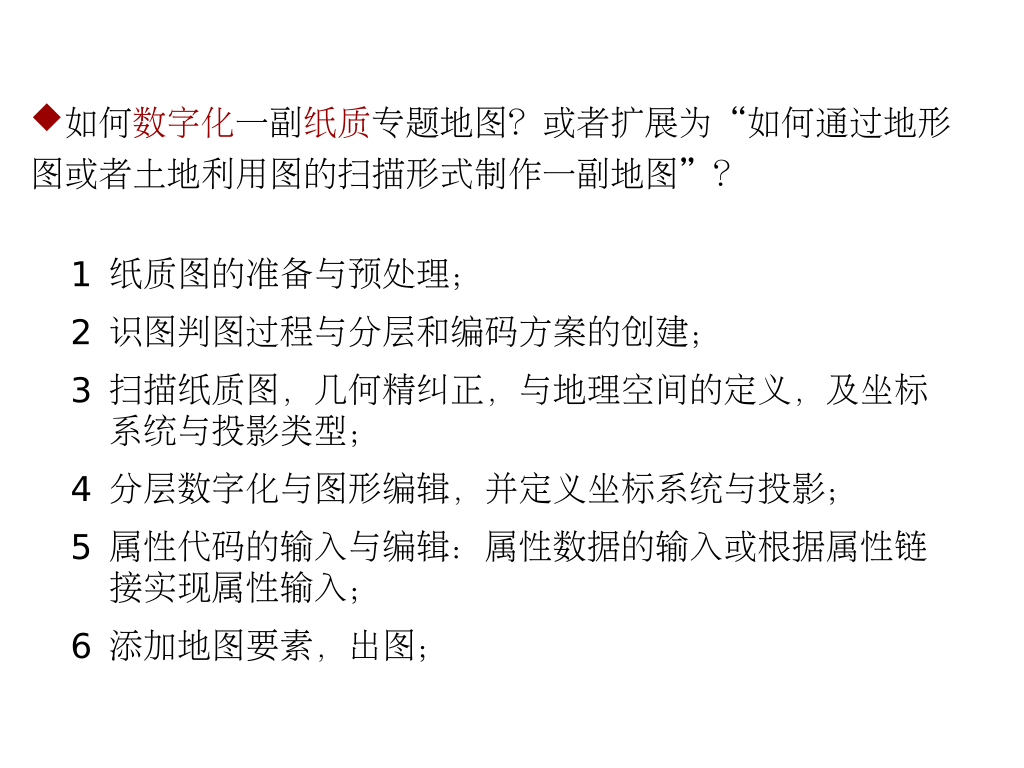 ◆如何数字化一副纸质专题地图？或者扩展为“如何通过地形
图或者土地利用图的扫描形式制作一副地图”？
1 纸质图的准备与预处理；
2 识图判图过程与分层和编码方案的创建；
3 扫描纸质图，几何精纠正，与地理空间的定义，及坐标
系统与投影类型；
4 分层数字化与图形编辑，并定义坐标系统与投影；
5 属性代码的输入与编辑：属性数据的输入或根据属性链
接实现属性输入；
6 添加地图要素，出图；